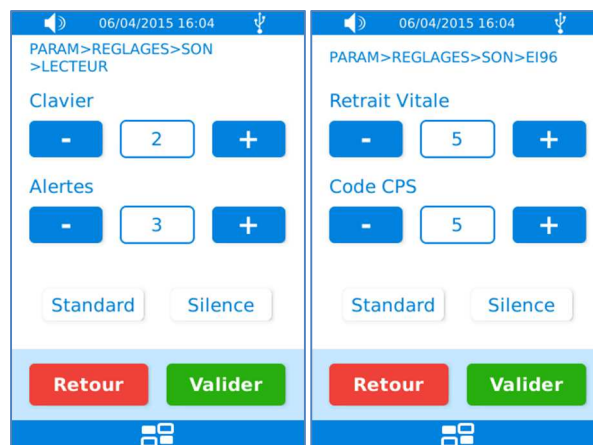 06/04/2015 16:04
PARAM>REGLAGES>SON
>LECTEUR
Clavier
- 2 +
Alertes
- 3 +
Standard Silence
Retour Valider
06/04/2015 16:04
PARAM>REGLAGES>SON>EI96
Retrait Vitale
- 5 +
Code CPS
- 5 +
Standard Silence
Retour Valider